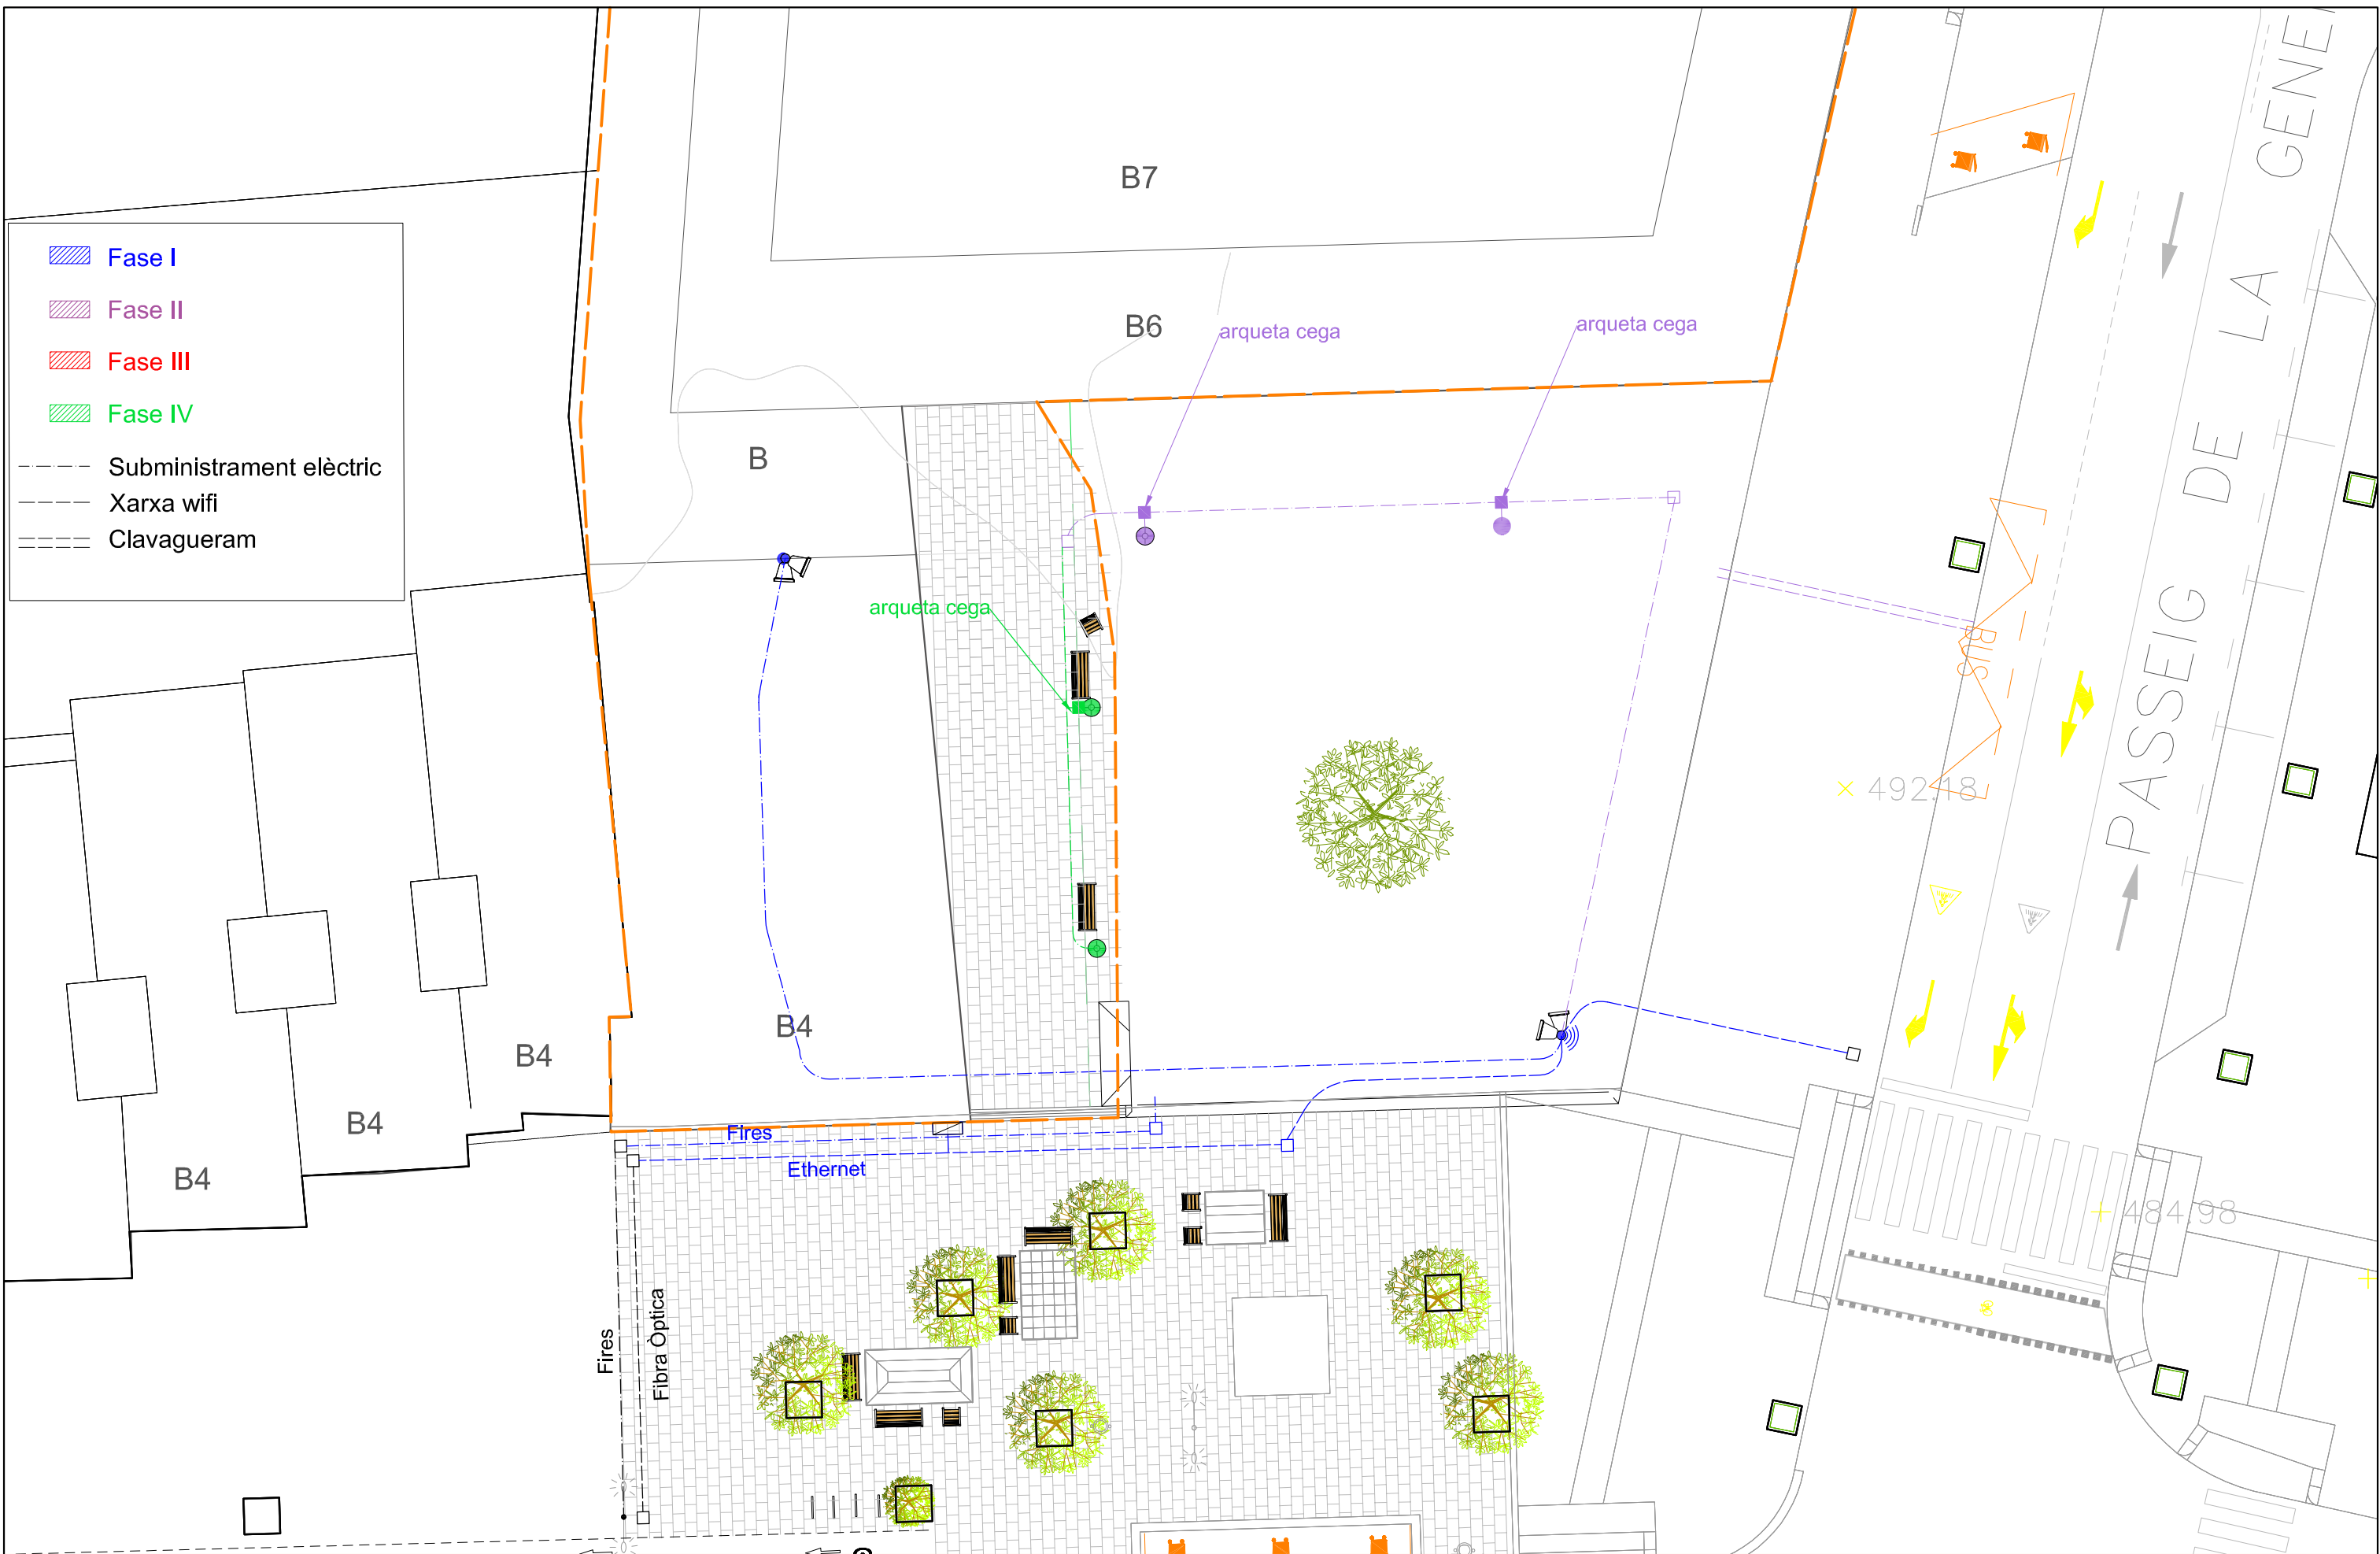 Fase I
Fase II
Fase III
Fase IV
Subministrament elèctric
Xarxa wifi
Clavagueram
B7
B6
arqueta cega
arqueta cega
B
arqueta cega
B4
B4
B4
B4
Fires
Ethernet
Fires
Fibra Òptica
BUS
492.18
484.98
PASSEIG DE LA